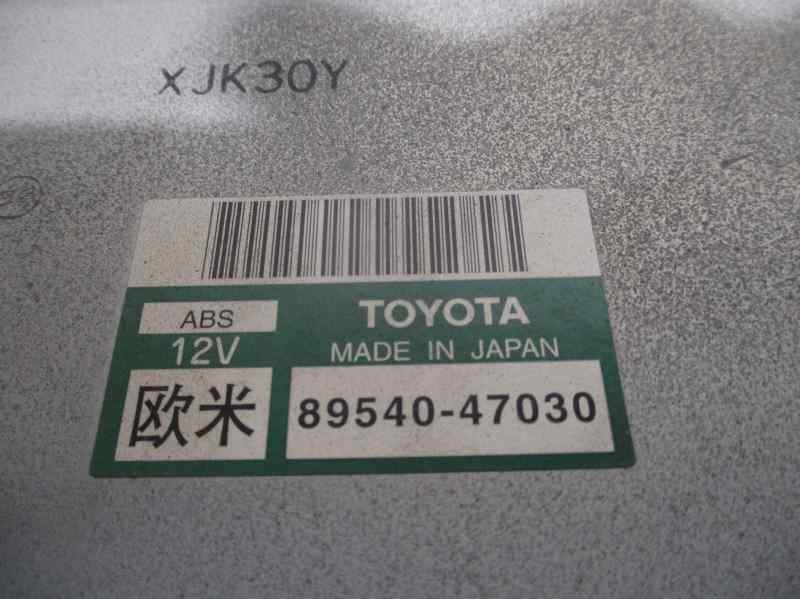 XJK30Y
ABS
TOYOTA
12V
MADE IN JAPAN
欧米
89540-47030